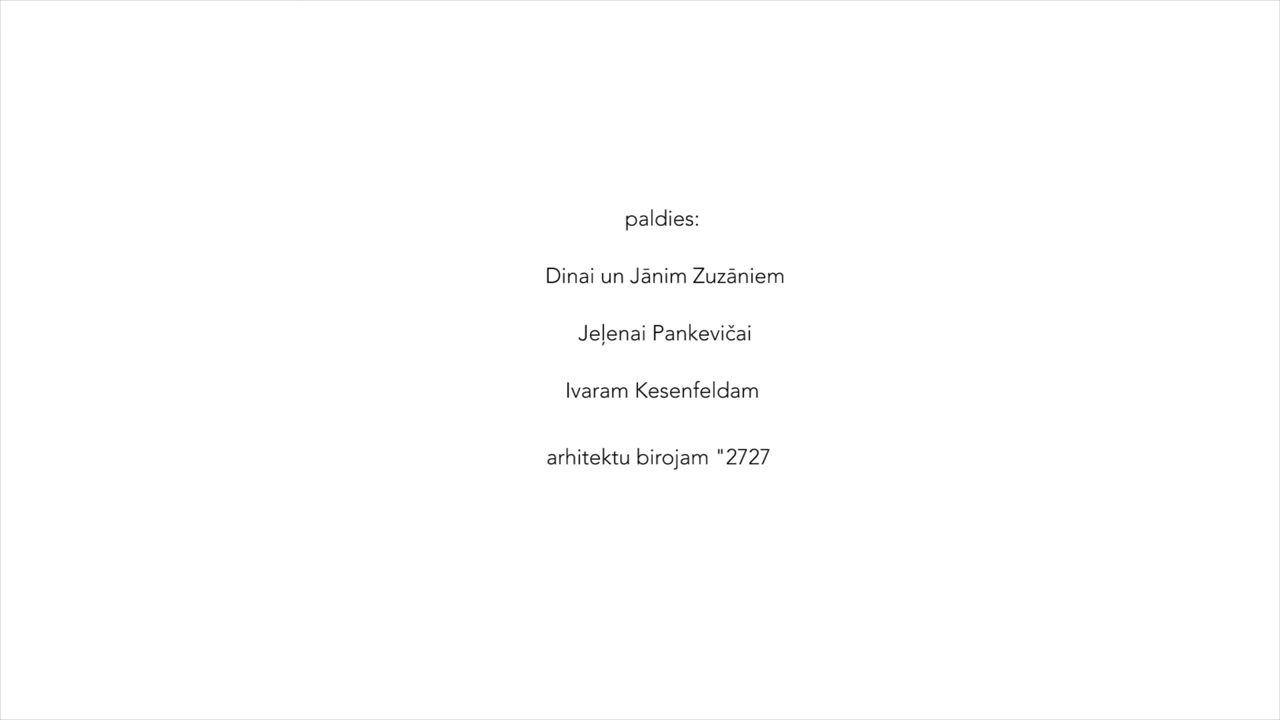 paldies:
Dinai un Jānim Zuzāniem
Jeļenai Pankevičai
Ivaram Kesenfeldam
arhitektu birojam "2727